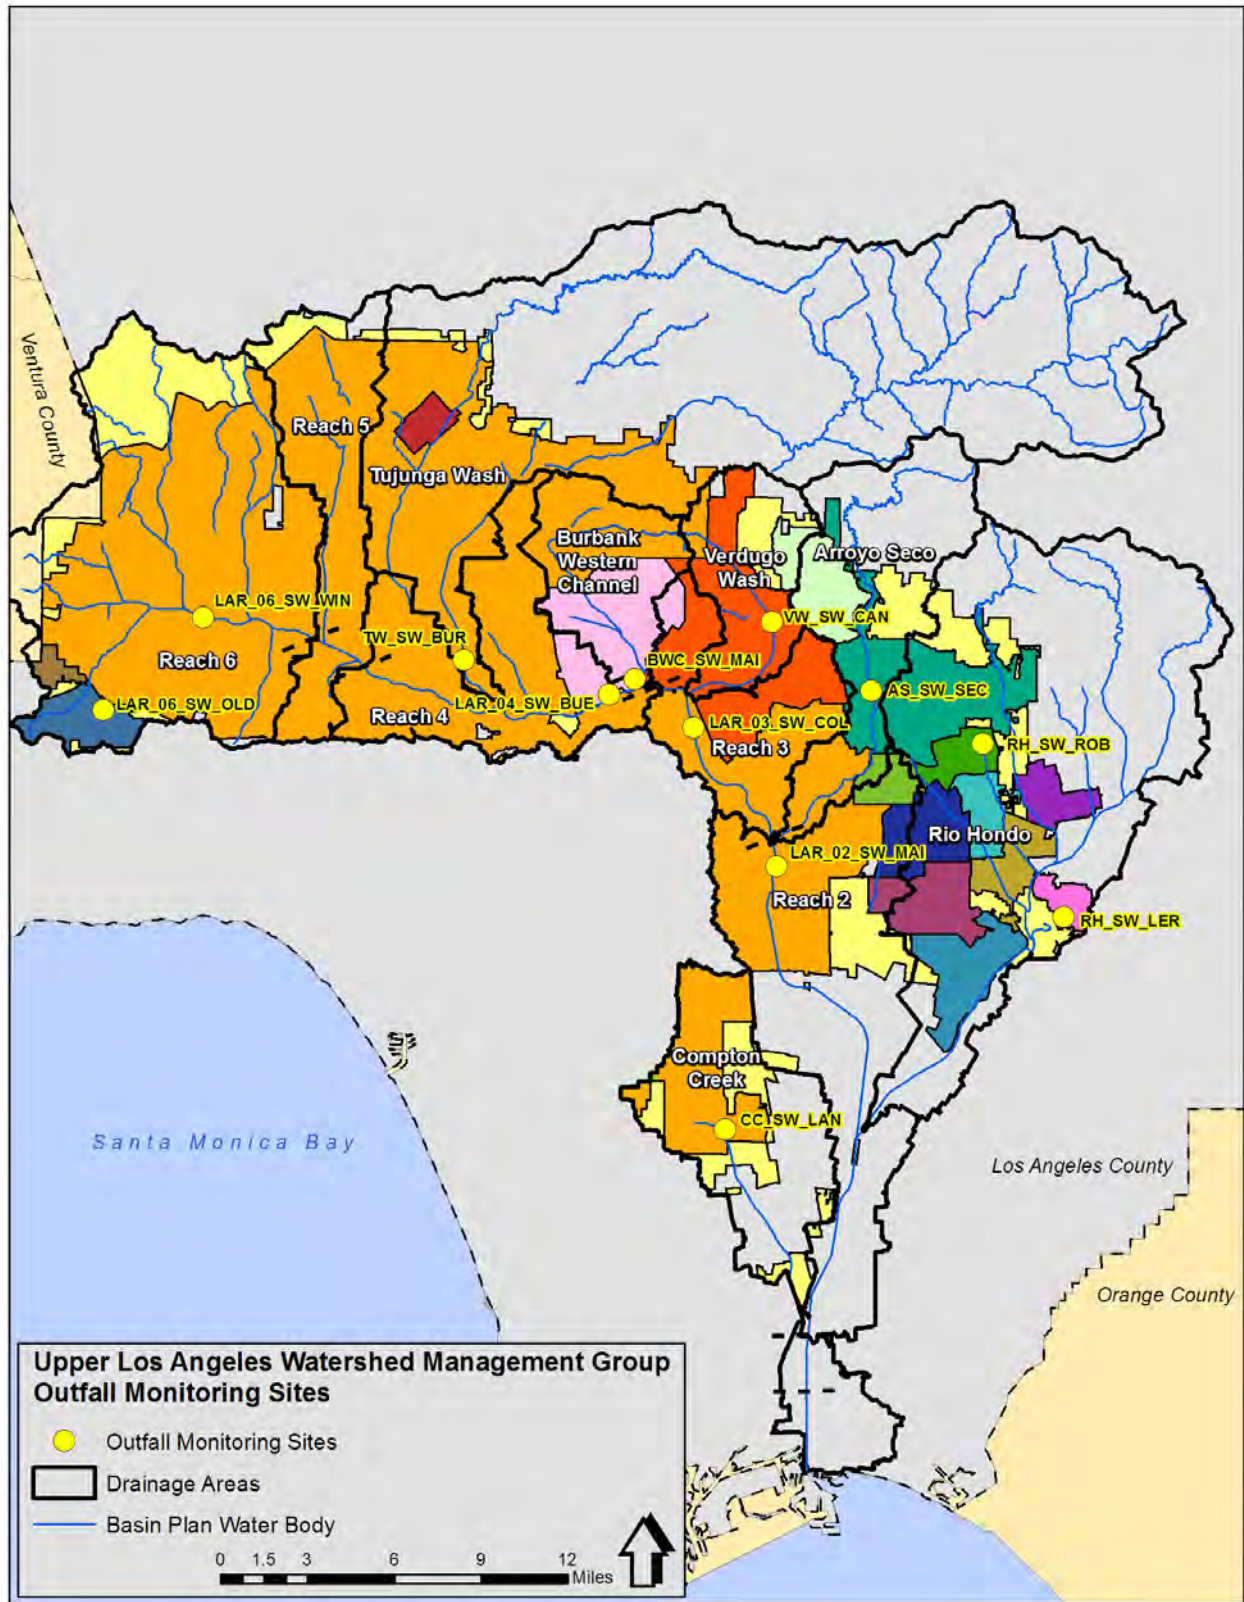 Ventura County
Reach 5
Tujunga Wash
Burbank
Western
Channel
Verdugo
Wash
Arroyo Seco
LAR_06_SW_WIN
VW_SW_CAN
TW_SW_BUR
BWC_SW_MAI
Reach 6
AS_SW_SEC
LAR_06_SW_OLD
LAR_04_SW_BUE
Reach 4
LAR_03_SW_COL
Reach 3
RH_SW_ROB
Rio Hondo
LAR_02_SW_MAI
Reach 2
RH_SW_LER
Compton
Creek
CC_SW_LAN
Santa Monica Bay
Los Angeles County
Orange County
Upper Los Angeles Watershed Management Group
Outfall Monitoring Sites
Outfall Monitoring Sites
Drainage Areas
Basin Plan Water Body
0 1.5 3 6 9 12
Miles